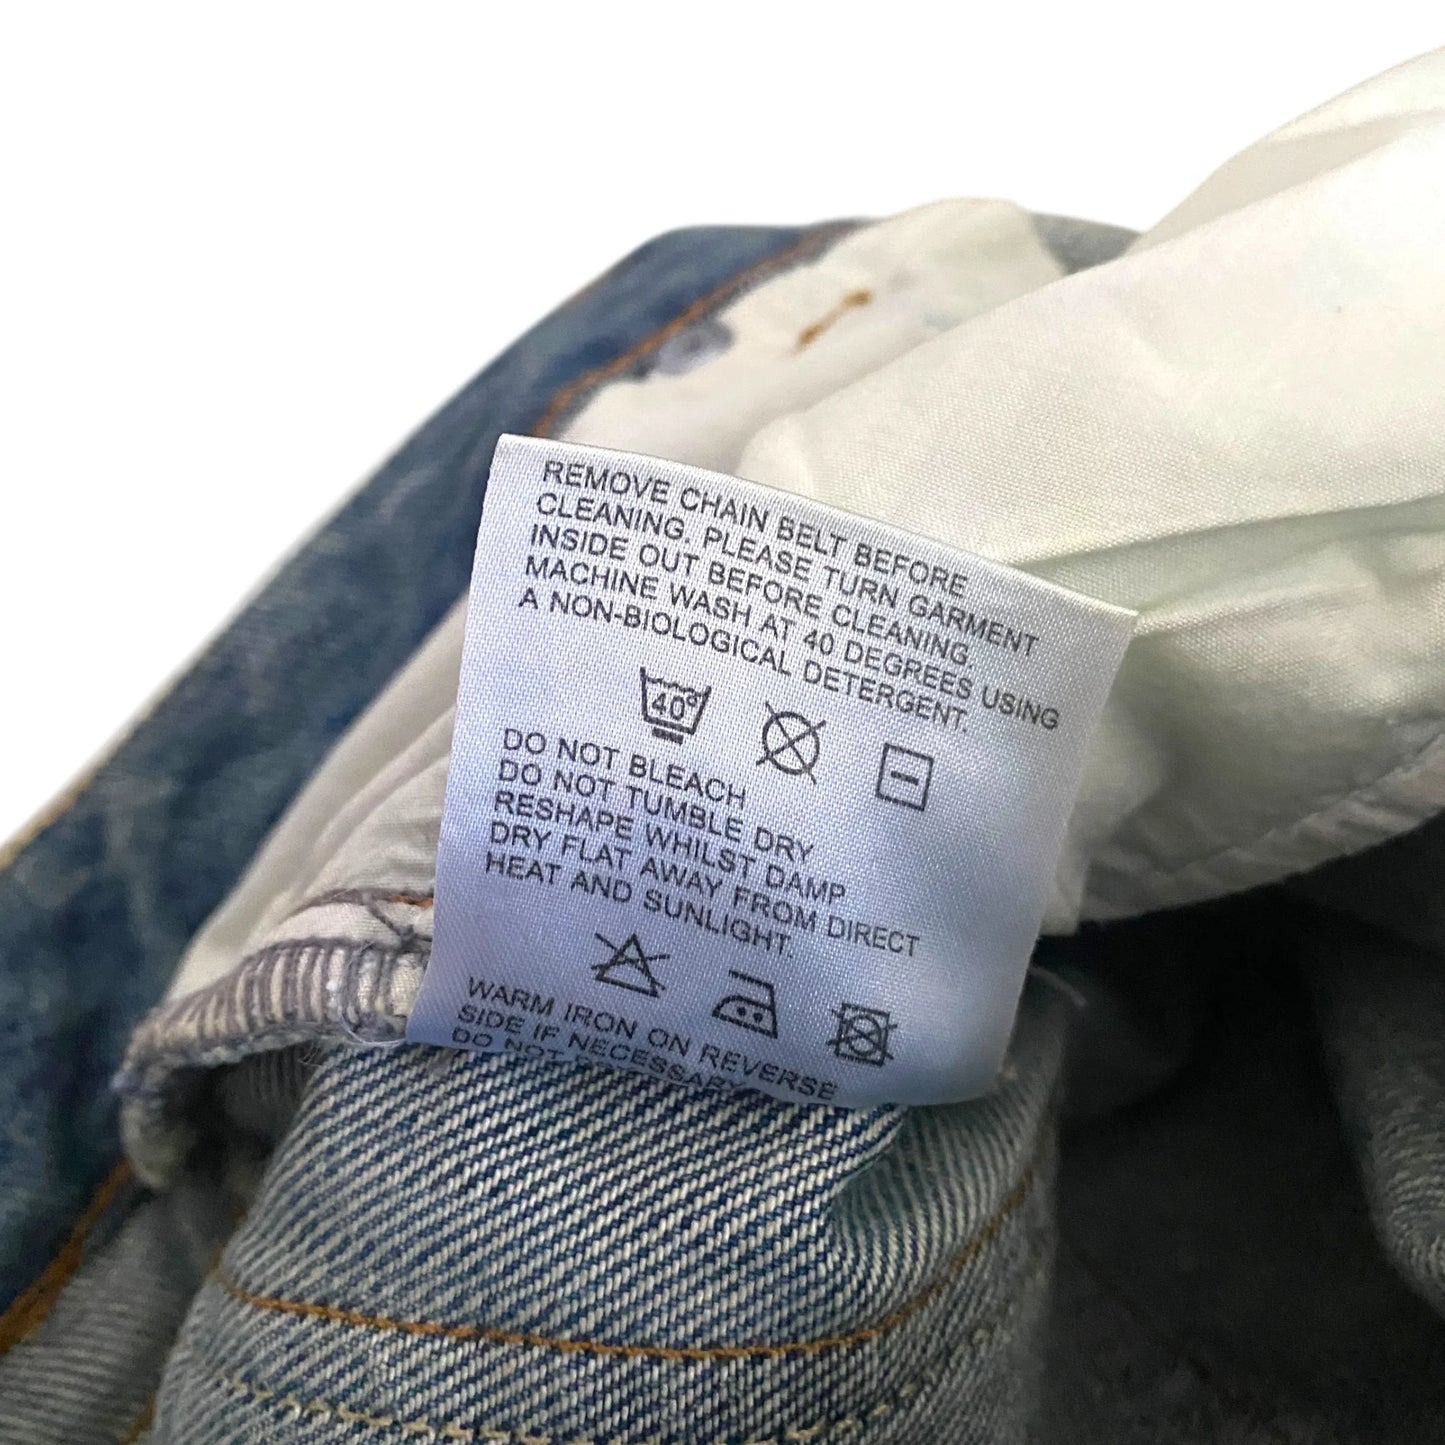 REMOVE CHAIN BELT BEFORE
CLEANING. PLEASE TURN GARMENT
INSIDE OUT BEFORE CLEANING.
MACHINE WASH AT 40 DEGREES USING
A NON-BIOLOGICAL DETERGENT.
40°
DO NOT BLEACH
DO NOT TUMBLE DRY
RESHAPE WHILST DAMP
DRY FLAT AWAY FROM DIRECT
HEAT AND SUNLIGHT.
WARM IRON ON REVERSE
SIDE IF NECESSARY
DO NOT